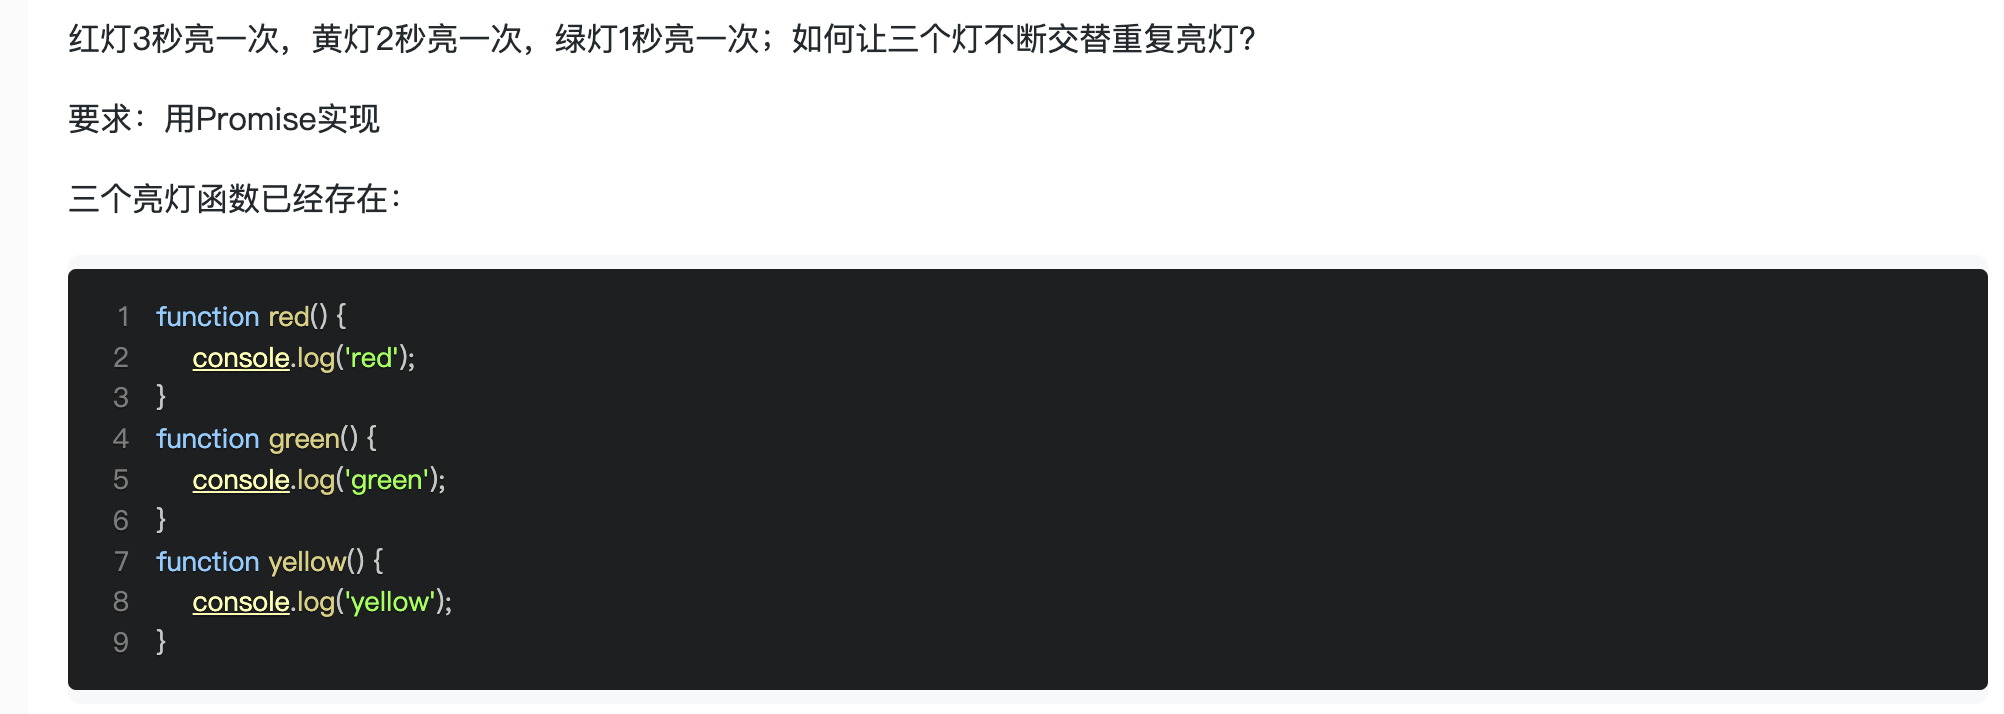 红灯3秒亮一次，黄灯2秒亮一次，绿灯1秒亮一次；如何让三个灯不断交替重复亮灯?
要求：用Promise实现
三个亮灯函数已经存在：
1 function red() {
2     console.log('red');
3 }
4 function green() {
5     console.log('green');
6 }
7 function yellow() {
8     console.log('yellow');
9 }